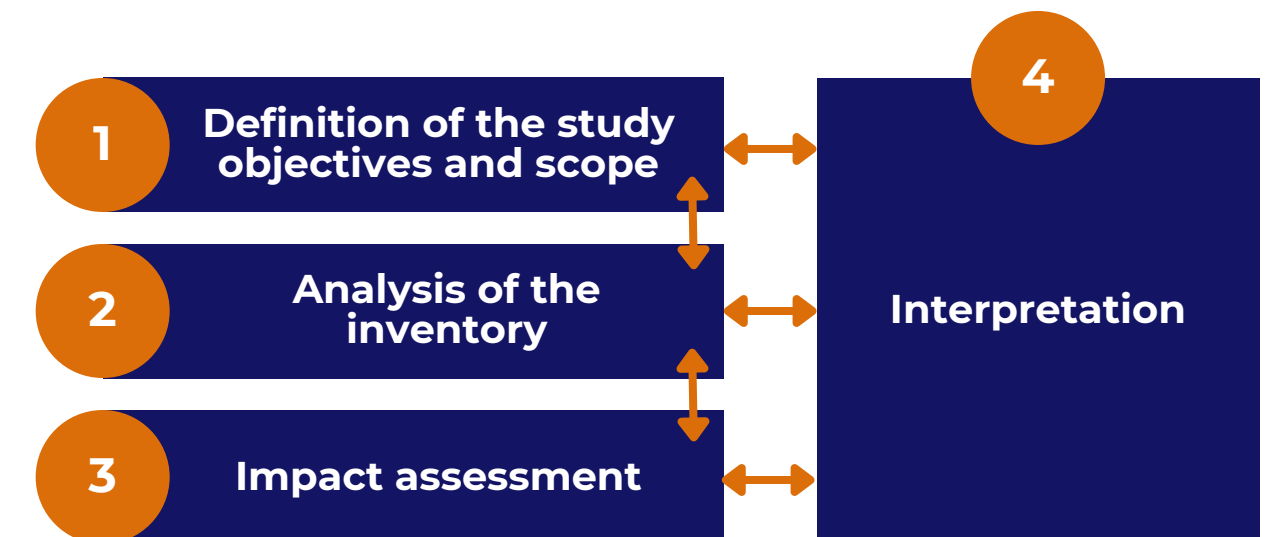 1
Definition of the study
objectives and scope
2
Analysis of the
inventory
3
Impact assessment
4
Interpretation